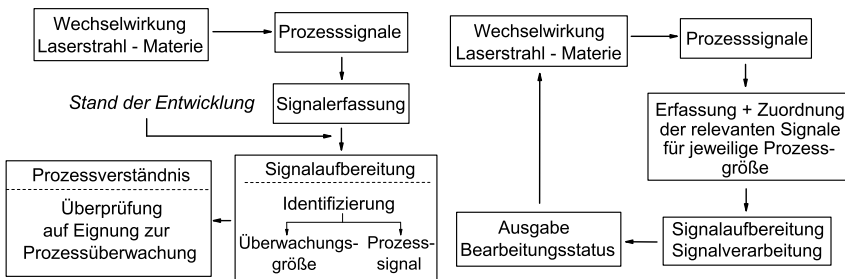 Wechselwirkung
Laserstrahl - Materie
Prozesssignale
Stand der Entwicklung
Signalerfassung
Signalaufbereitung
Identifizierung
Überwachungs-
größe
Prozess-
signal
Prozessverständnis
Überprüfung
auf Eignung zur
Prozessüberwachung
Wechselwirkung
Laserstrahl - Materie
Prozesssignale
Erfassung + Zuordnung
der relevanten Signale
für jeweilige Prozess-
größe
Signalaufbereitung
Signalverarbeitung
Ausgabe
Bearbeitungsstatus